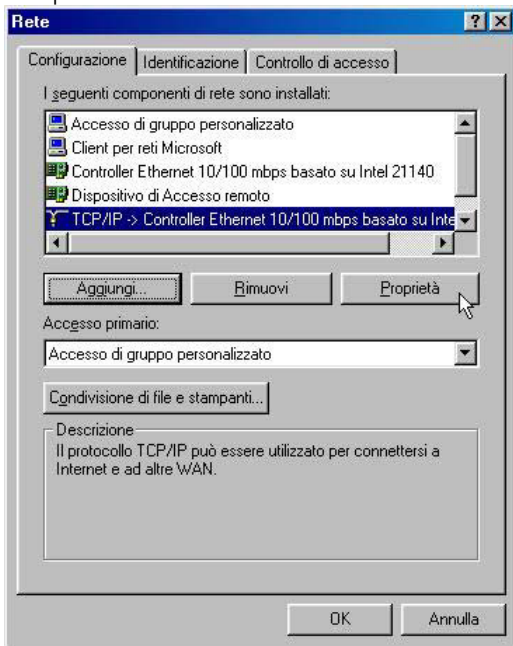 Rete
Configurazione Identificazione Controllo di accesso
I seguenti componenti di rete sono installati:
Accesso di gruppo personalizzato
Client per reti Microsoft
Controller Ethernet 10/100 mbps basato su Intel 21140
Dispositivo di Accesso remoto
TCP/IP -> Controller Ethernet 10/100 mbps basato su Inte
Aggiungi... Rimuovi Proprietà
Accesso primario:
Accesso di gruppo personalizzato
Condivisione di file e stampanti...
Descrizione
Il protocollo TCP/IP può essere utilizzato per connettersi a
Internet e ad altre WAN.
OK Annulla